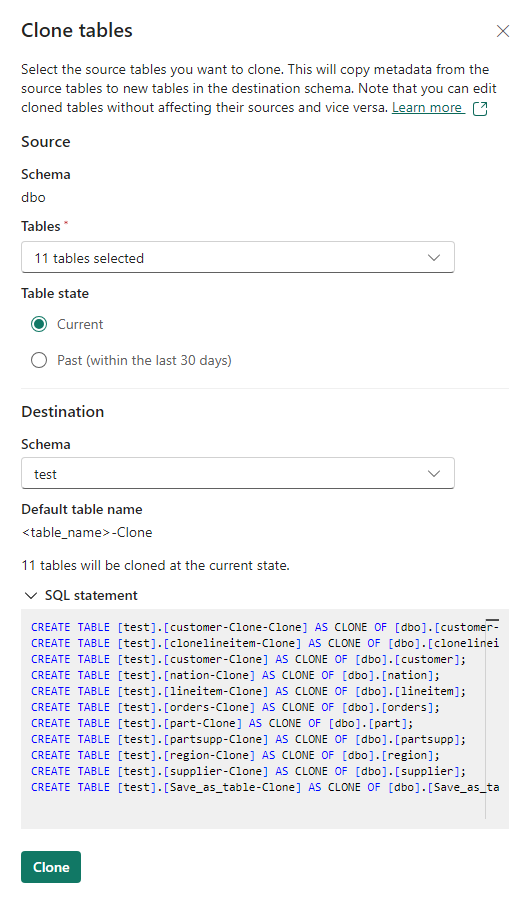 Clone tables
Select the source tables you want to clone. This will copy metadata from the
source tables to new tables in the destination schema. Note that you can edit
cloned tables without affecting their sources and vice versa. Learn more
Source
Schema
dbo
Tables *
11 tables selected
Table state
Current
Past (within the last 30 days)
Destination
Schema
test
Default table name
<table_name>-Clone
11 tables will be cloned at the current state.
SQL statement
CREATE TABLE [test].[customer-Clone-Clone] AS CLONE OF [dbo].[customer-
CREATE TABLE [test].[clonelineitem-Clone] AS CLONE OF [dbo].[clonelinei
CREATE TABLE [test].[customer-Clone] AS CLONE OF [dbo].[customer];
CREATE TABLE [test].[nation-Clone] AS CLONE OF [dbo].[nation];
CREATE TABLE [test].[lineitem-Clone] AS CLONE OF [dbo].[lineitem];
CREATE TABLE [test].[orders-Clone] AS CLONE OF [dbo].[orders];
CREATE TABLE [test].[part-Clone] AS CLONE OF [dbo].[part];
CREATE TABLE [test].[partsupp-Clone] AS CLONE OF [dbo].[partsupp];
CREATE TABLE [test].[region-Clone] AS CLONE OF [dbo].[region];
CREATE TABLE [test].[supplier-Clone] AS CLONE OF [dbo].[supplier];
CREATE TABLE [test].[Save_as_table-Clone] AS CLONE OF [dbo].[Save_as_ta
Clone